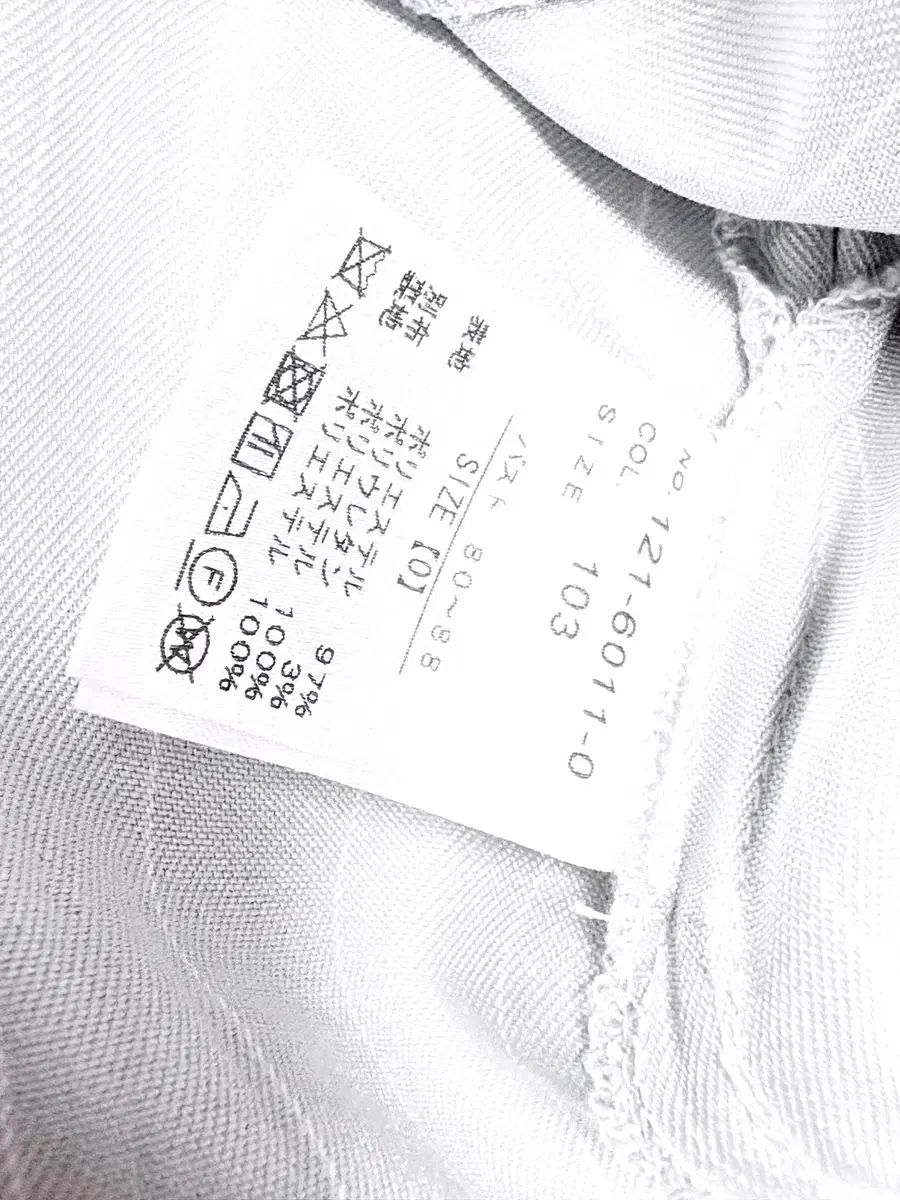 NO. 121-6011-0
COL. 103
SIZE
バスト 80~88
SIZE【0】
表地 ポリエステル 97%
ポリウレタン 3%
別布 ポリエステル 100%
裏地 ポリエステル 100%
F
W